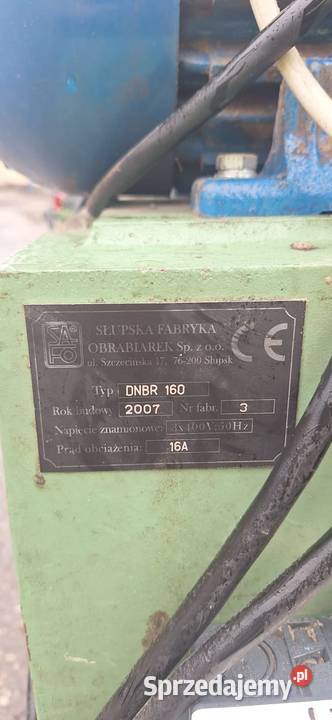 SAFO
SŁUPSKA FABRYKA
OBRABIAREK Sp. z o.o.
ul. Szczecińska 17, 76-200 Słupsk
CE
Typ DNBR 160
Rok budowy 2007 Nr fabr. 3
Napięcie znamionowe: 3x400V;50Hz
Prąd obciążenia: 16A
Sprzedajemy.pl